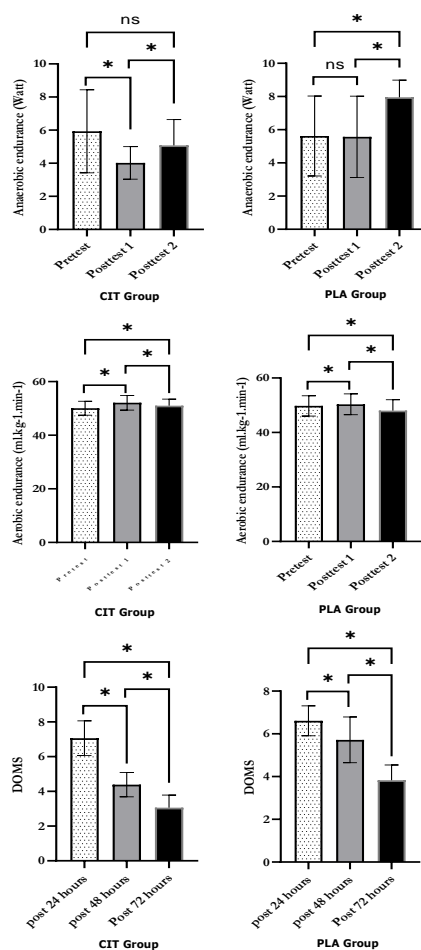 ns
*
*
Anaerobic endurance (Watt)
10
8
6
4
2
0
Pretest
Posttest 1
Posttest 2
CIT Group
*
ns
*
Anaerobic endurance (Watt)
10
8
6
4
2
0
Pretest
Posttest 1
Posttest 2
PLA Group
*
*
*
Aerobic endurance (ml.kg-1.min-1)
60
40
20
0
Pretest
Posttest 1
Posttest 2
CIT Group
*
*
*
Aerobic endurance (ml.kg-1.min-1)
60
40
20
0
Pretest
Posttest 1
Posttest 2
PLA Group
*
*
*
DOMS
10
8
6
4
2
0
post 24 hours
post 48 hours
Post 72 hours
CIT Group
*
*
*
DOMS
8
6
4
2
0
post 24 hours
post 48 hours
Post 72 hours
PLA Group